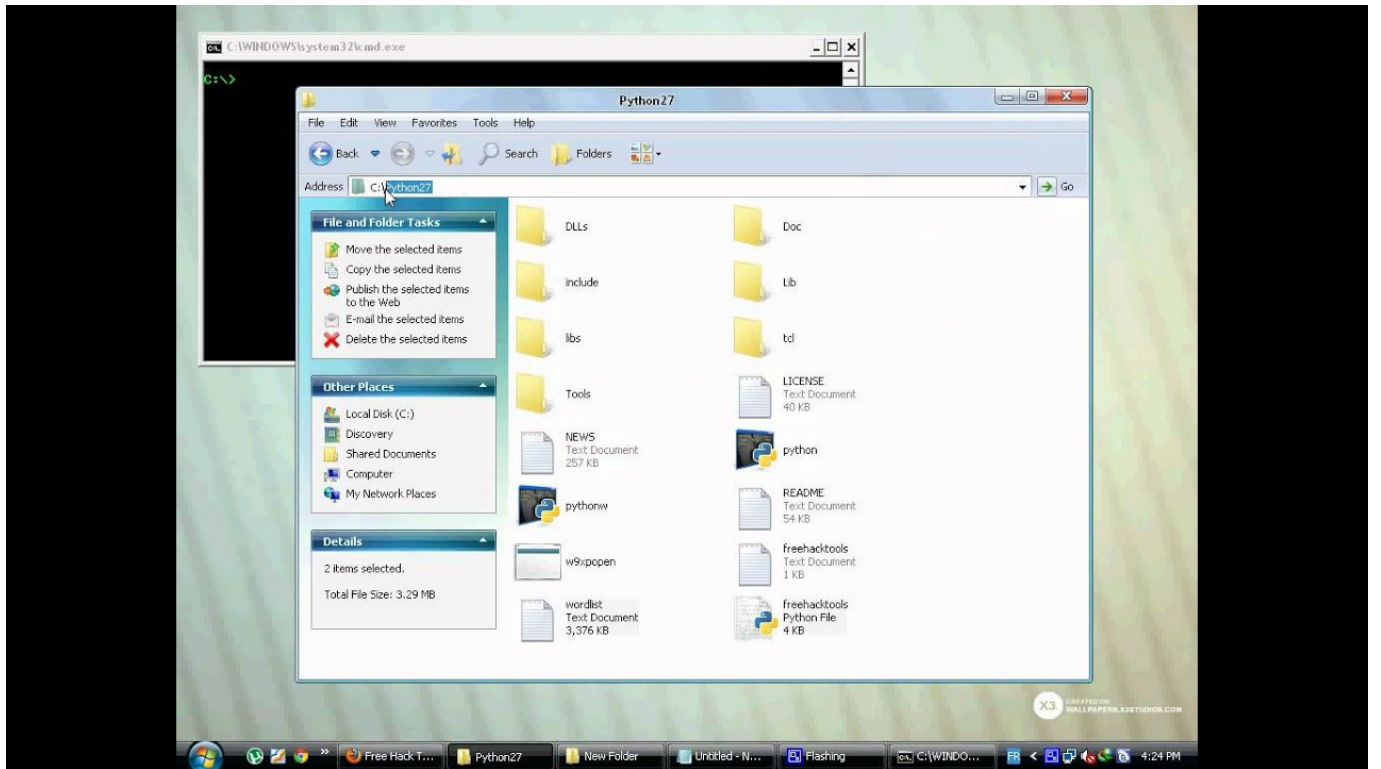 C:\WINDOWS\system32\cmd.exe
C:\>
Python27
File Edit View Favorites Tools Help
Back Search Folders
Address C:\Python27 Go
File and Folder Tasks
Move the selected items
Copy the selected items
Publish the selected items
to the Web
E-mail the selected items
Delete the selected items
Other Places
Local Disk (C:)
Discovery
Shared Documents
Computer
My Network Places
Details
2 items selected.
Total File Size: 3.29 MB
DLLs
Doc
include
Lib
libs
tcl
Tools
LICENSE
Text Document
40 KB
NEWS
Text Document
257 KB
python
pythonw
README
Text Document
54 KB
w9xpopen
freehacktools
Text Document
1 KB
wordlist
Text Document
3,376 KB
freehacktools
Python File
4 KB
X3
CREATED ON
WALLPAPERS.X3STUDIOS.COM
Free Hack T... Python27 New Folder Untitled - N... Flashing C:\WINDO... FR 4:24 PM